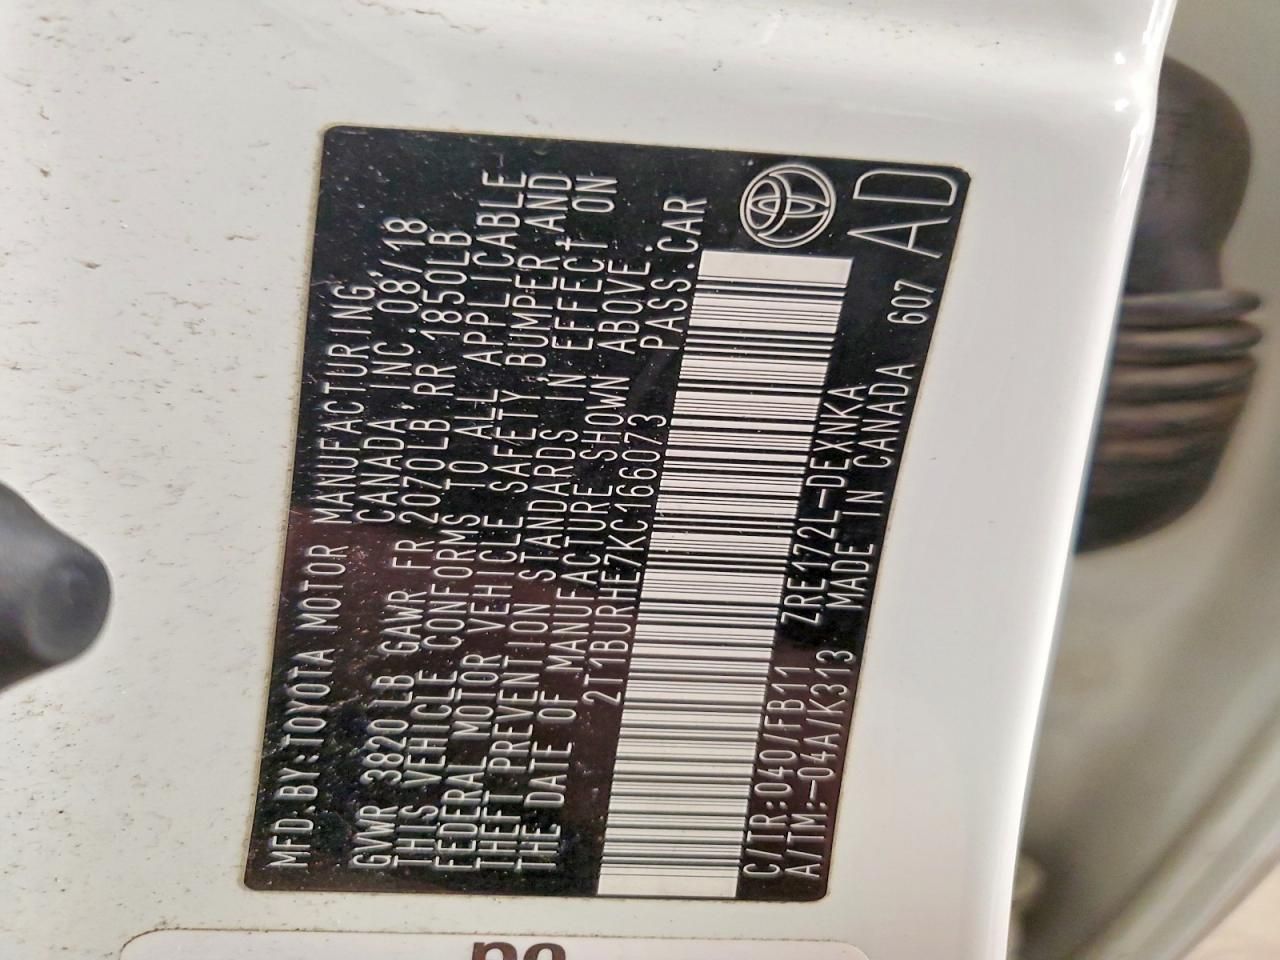 MFD.BY:TOYOTA MOTOR MANUFACTURING
CANADA, INC. 08/18
GVWR 3820 LB GAWR FR 2070LB RR 1850LB
THIS VEHICLE CONFORMS TO ALL APPLICABLE
FEDERAL MOTOR VEHICLE SAFETY, BUMPER, AND
THEFT PREVENTION STANDARDS IN EFFECT ON
THE DATE OF MANUFACTURE SHOWN ABOVE.
2T1BURHE7KC166073 PASS.CAR
C/TR:040/FB11 ZRE172L-DEXNKA
A/TM:-04A/K313 MADE IN CANADA 607
AD